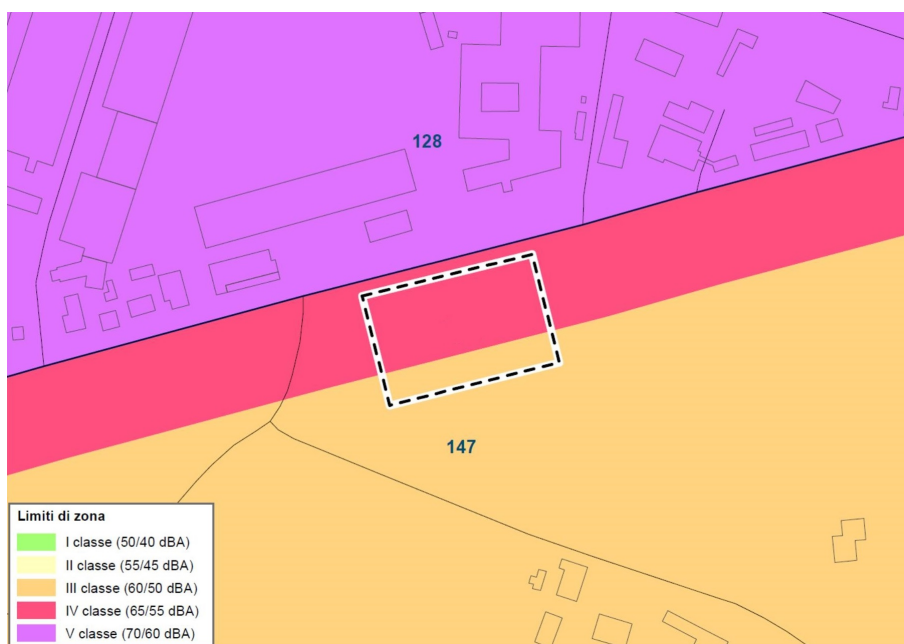 128
147
Limiti di zona
I classe (50/40 dBA)
II classe (55/45 dBA)
III classe (60/50 dBA)
IV classe (65/55 dBA)
V classe (70/60 dBA)